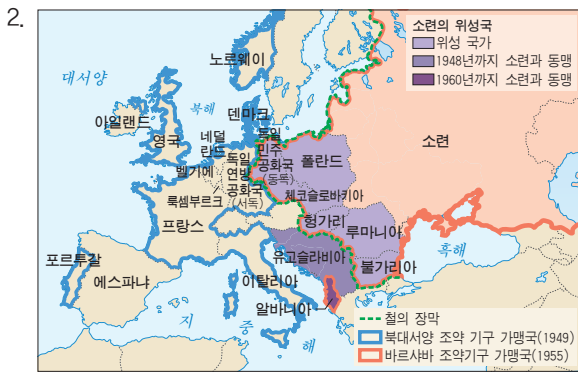 2.
소련의 위성국
위성 국가
1948년까지 소련과 동맹
1960년까지 소련과 동맹
노르웨이
대서양
북해
덴마크
아일랜드
영국
네덜
란드
독일
민주
공화국
(동독)
소련
폴란드
벨기에
독일
연방
공화국
(서독)
체코슬로바키아
룩셈부르크
프랑스
헝가리
루마니아
흑해
유고슬라비아
불가리아
포르투갈
에스파냐
이탈리아
알바니아
지중해
철의 장막
북대서양 조약 기구 가맹국(1949)
바르샤바 조약기구 가맹국(1955)